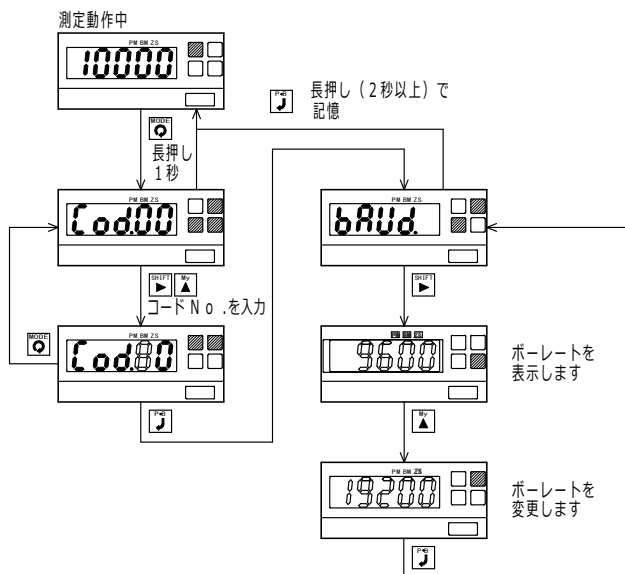 測定動作中
PM BM ZS
10000
P•B
長押し(2秒以上)で
記憶
MODE
長押し
1秒
PM BM ZS
Cod.00
PM BM ZS
bAUd.
SHIFT
My
コードNo.を入力
SHIFT
MODE
PM BM ZS
Cod.80
9600
ボーレートを
表示します
P•B
My
PM BM ZS
19200
ボーレートを
変更します
P•B